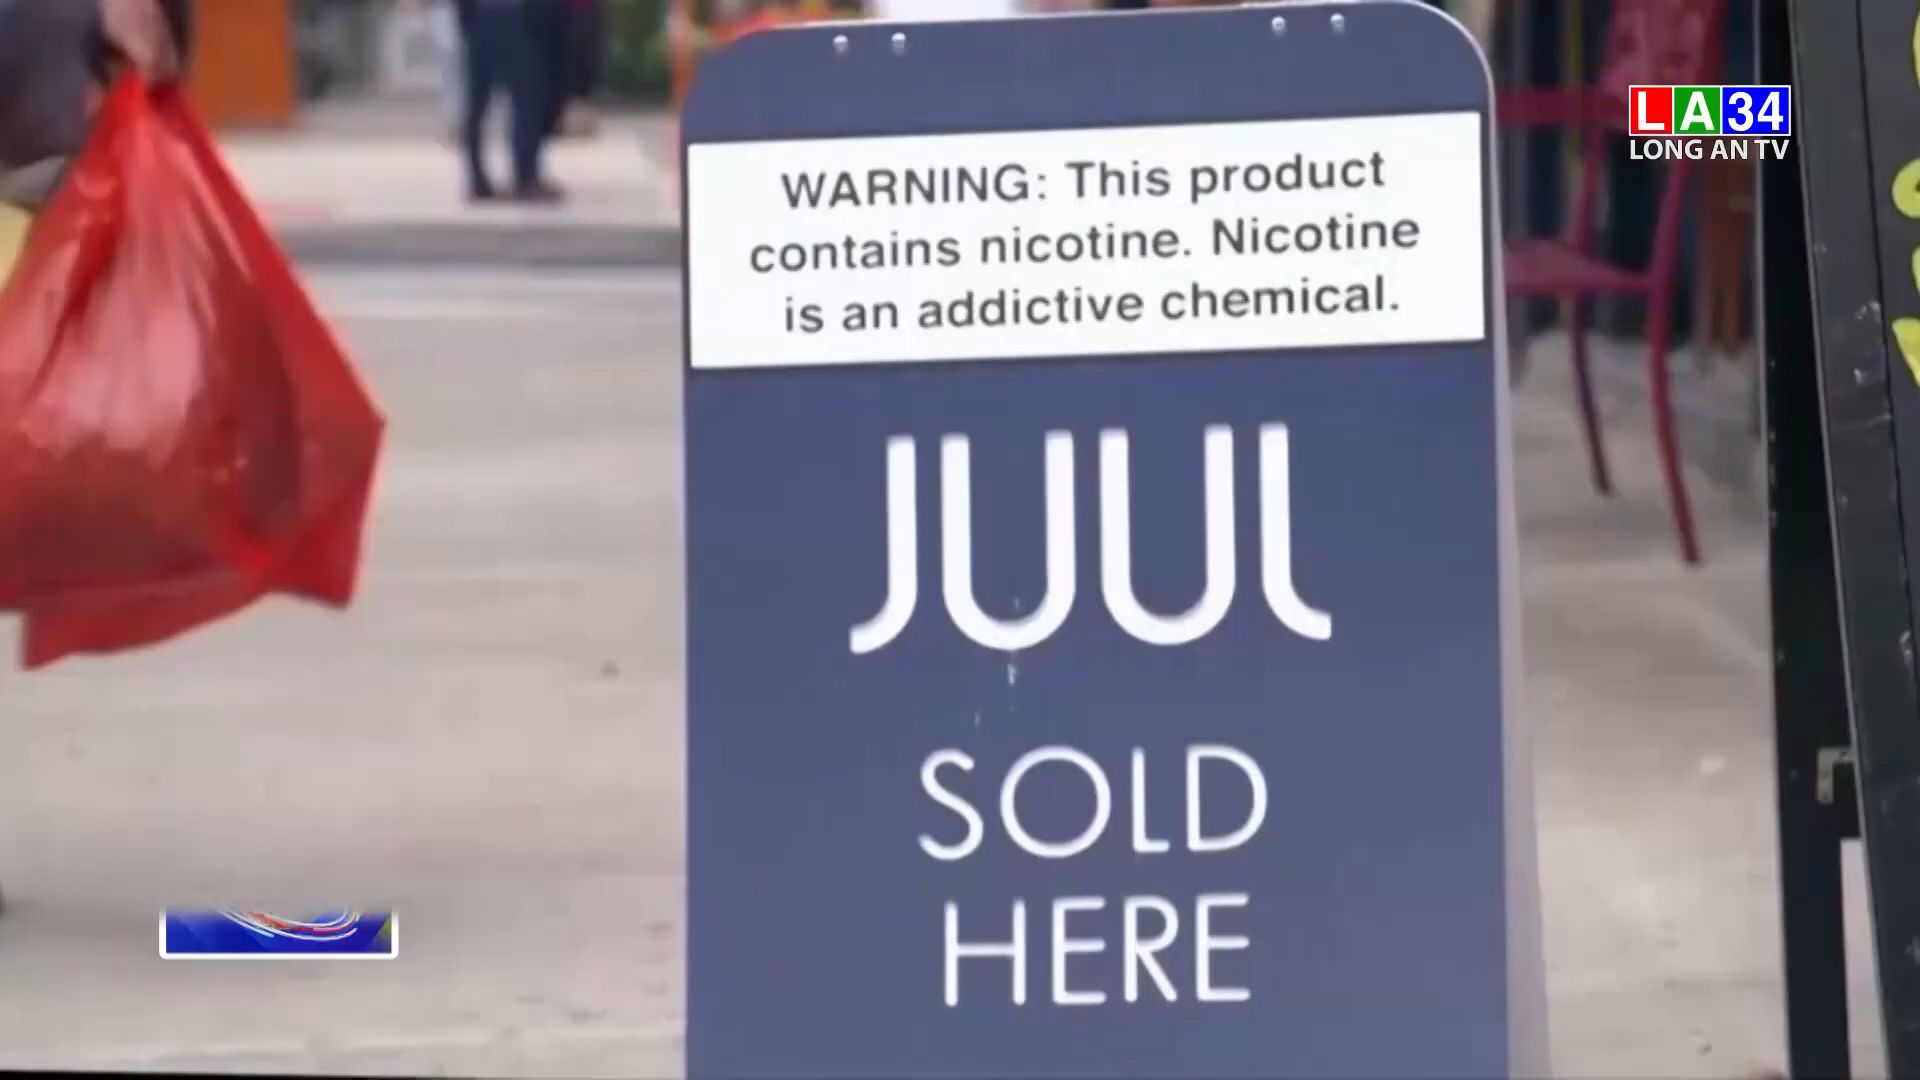 LA34
LONG AN TV
WARNING: This product
contains nicotine. Nicotine
is an addictive chemical.
JUUL
SOLD
HERE